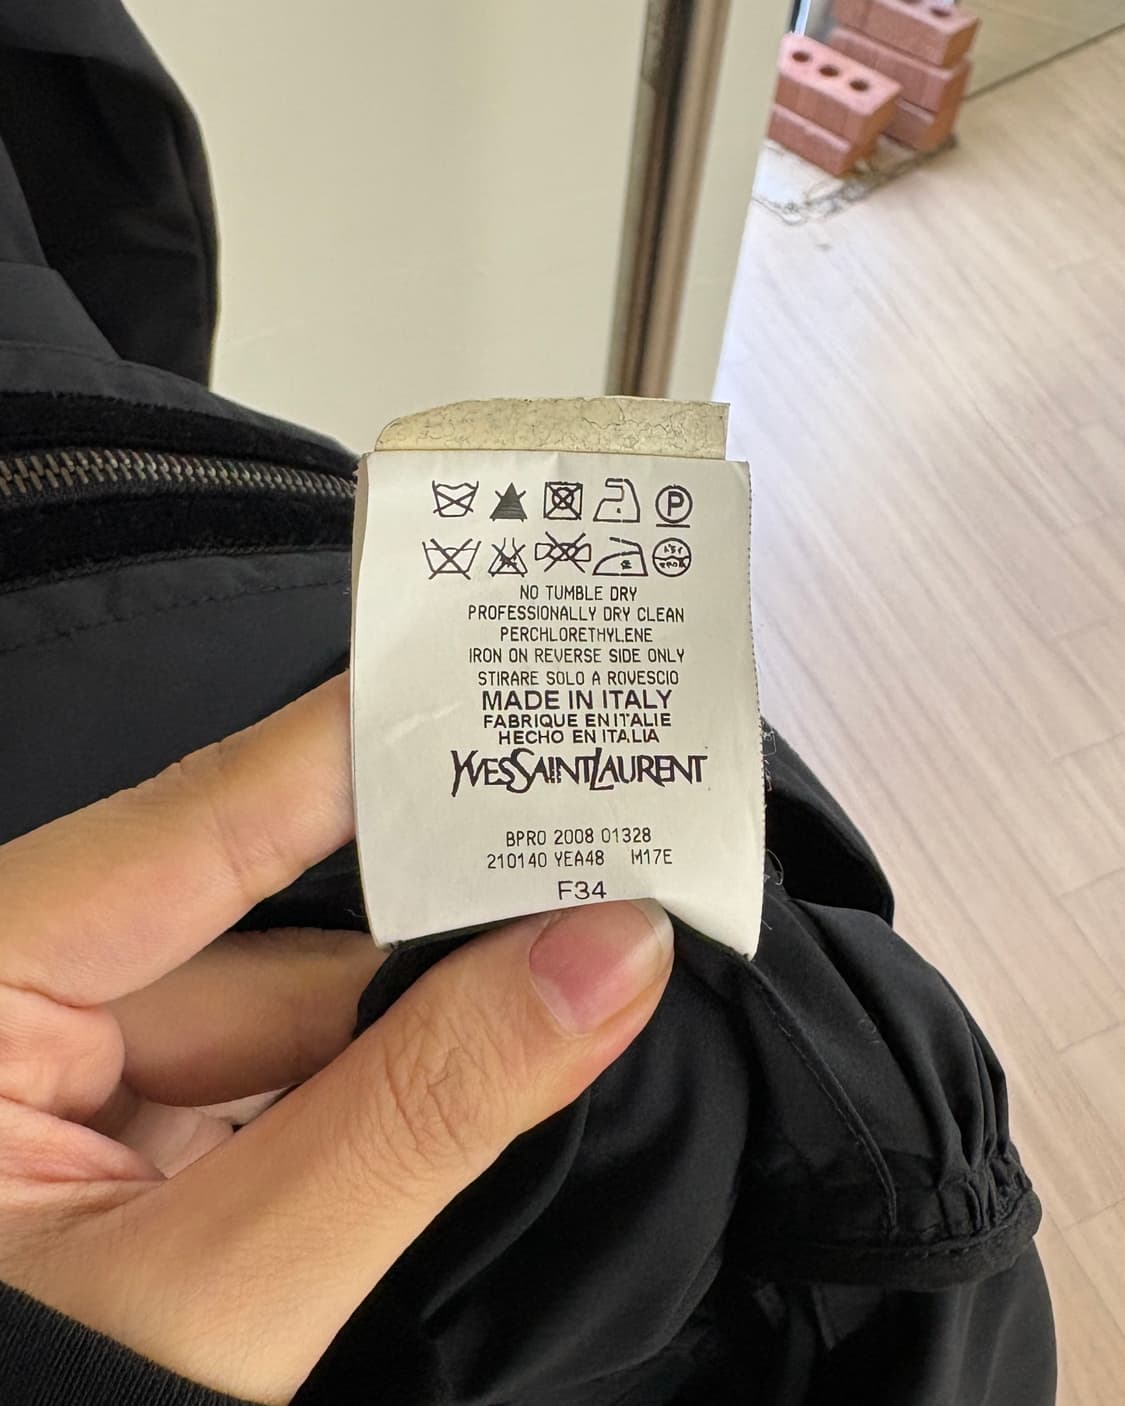 P
NO TUMBLE DRY
PROFESSIONALLY DRY CLEAN
PERCHLORETHYLENE
IRON ON REVERSE SIDE ONLY
STIRARE SOLO A ROVESCIO
MADE IN ITALY
FABRIQUE EN ITALIE
HECHO EN ITALIA
YVESSAINTLAURENT
BPRO 2008 01328
210140 YEA48 M17E
F34